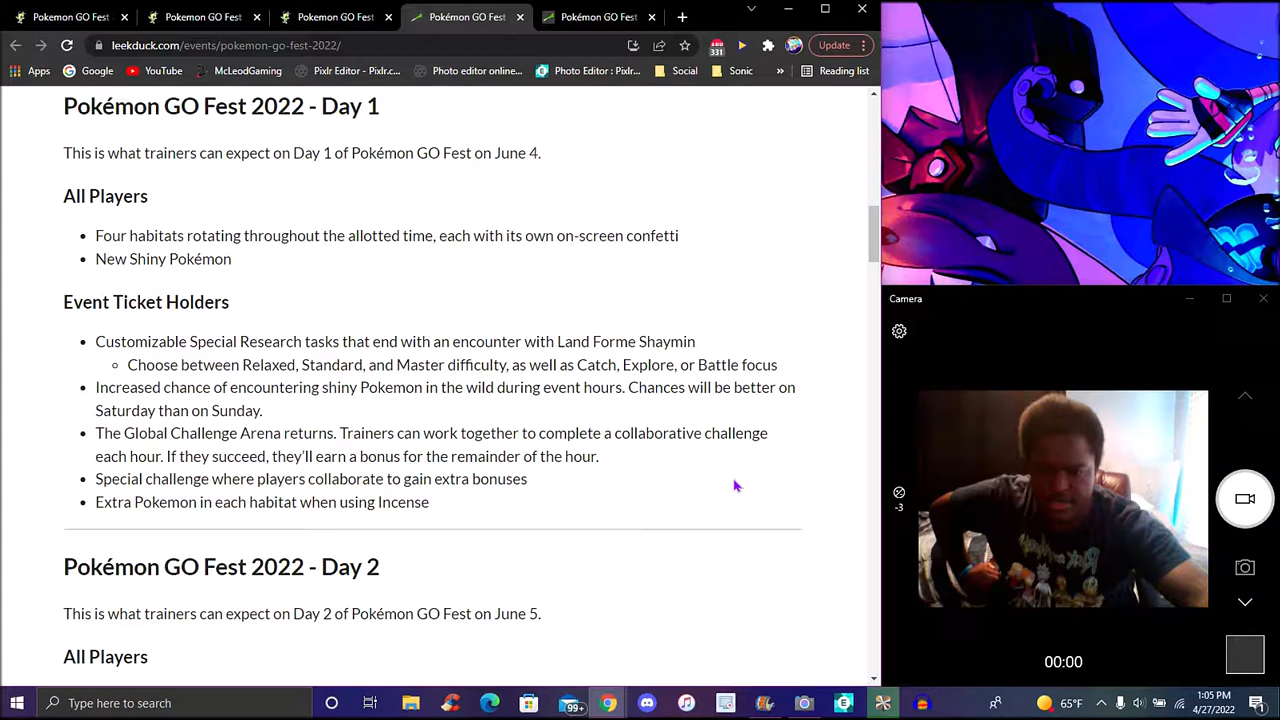 Pokemon GO Fest
Pokemon GO Fest
Pokemon GO Fest
Pokémon GO Fest
Pokémon GO Fest
leekduck.com/events/pokemon-go-fest-2022/
331
Update
Apps
Google
YouTube
McLeodGaming
Pixlr Editor - Pixlr.c...
Photo editor online...
Photo Editor : Pixlr...
Social
Sonic
»
Reading list
Pokémon GO Fest 2022 - Day 1
This is what trainers can expect on Day 1 of Pokémon GO Fest on June 4.
All Players
Four habitats rotating throughout the allotted time, each with its own on-screen confetti
New Shiny Pokémon
Event Ticket Holders
Customizable Special Research tasks that end with an encounter with Land Forme Shaymin
Choose between Relaxed, Standard, and Master difficulty, as well as Catch, Explore, or Battle focus
Increased chance of encountering shiny Pokemon in the wild during event hours. Chances will be better on
Saturday than on Sunday.
The Global Challenge Arena returns. Trainers can work together to complete a collaborative challenge
each hour. If they succeed, they'll earn a bonus for the remainder of the hour.
Special challenge where players collaborate to gain extra bonuses
Extra Pokemon in each habitat when using Incense
Pokémon GO Fest 2022 - Day 2
This is what trainers can expect on Day 2 of Pokémon GO Fest on June 5.
All Players
Camera
-3
00:00
Type here to search
99+
65°F
1:05 PM
4/27/2022